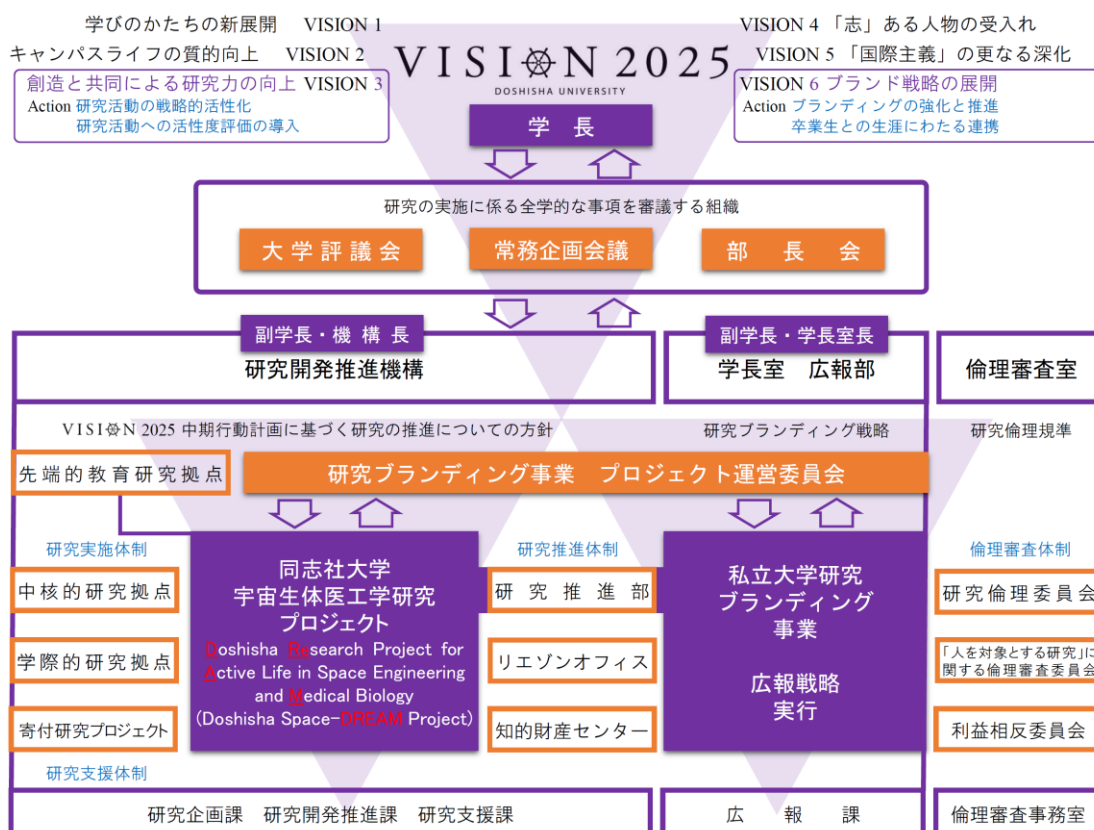 学びのかたちの新展開 VISION 1
キャンパスライフの質的向上 VISION 2
創造と共同による研究力の向上 VISION 3
Action 研究活動の戦略的活性化
研究活動への活性度評価の導入
VISION 2025
DOSHISHA UNIVERSITY
VISION 4 「志」ある人物の受入れ
VISION 5 「国際主義」の更なる深化
VISION 6 ブランド戦略の展開
Action ブランディングの強化と推進
卒業生との生涯にわたる連携
学 長
研究の実施に係る全学的な事項を審議する組織
大学評議会
常務企画会議
部 長 会
副学長・機構長
研究開発推進機構
副学長・学長室長
学長室 広報部
倫理審査室
VISION 2025 中期行動計画に基づく研究の推進についての方針
研究ブランディング戦略
研究倫理規準
先端的教育研究拠点
研究ブランディング事業 プロジェクト運営委員会
研究実施体制
中核的研究拠点
学際的研究拠点
寄付研究プロジェクト
同志社大学
宇宙生体医工学研究
プロジェクト
Doshisha Research Project for
Active Life in Space Engineering
and Medical Biology
(Doshisha Space-DREAM Project)
研究推進体制
研究推進部
リエゾンオフィス
知的財産センター
私立大学研究
ブランディング
事業
広報戦略
実行
倫理審査体制
研究倫理委員会
「人を対象とする研究」に
関する倫理審査委員会
利益相反委員会
研究支援体制
研究企画課 研究開発推進課 研究支援課
広 報 課
倫理審査事務室